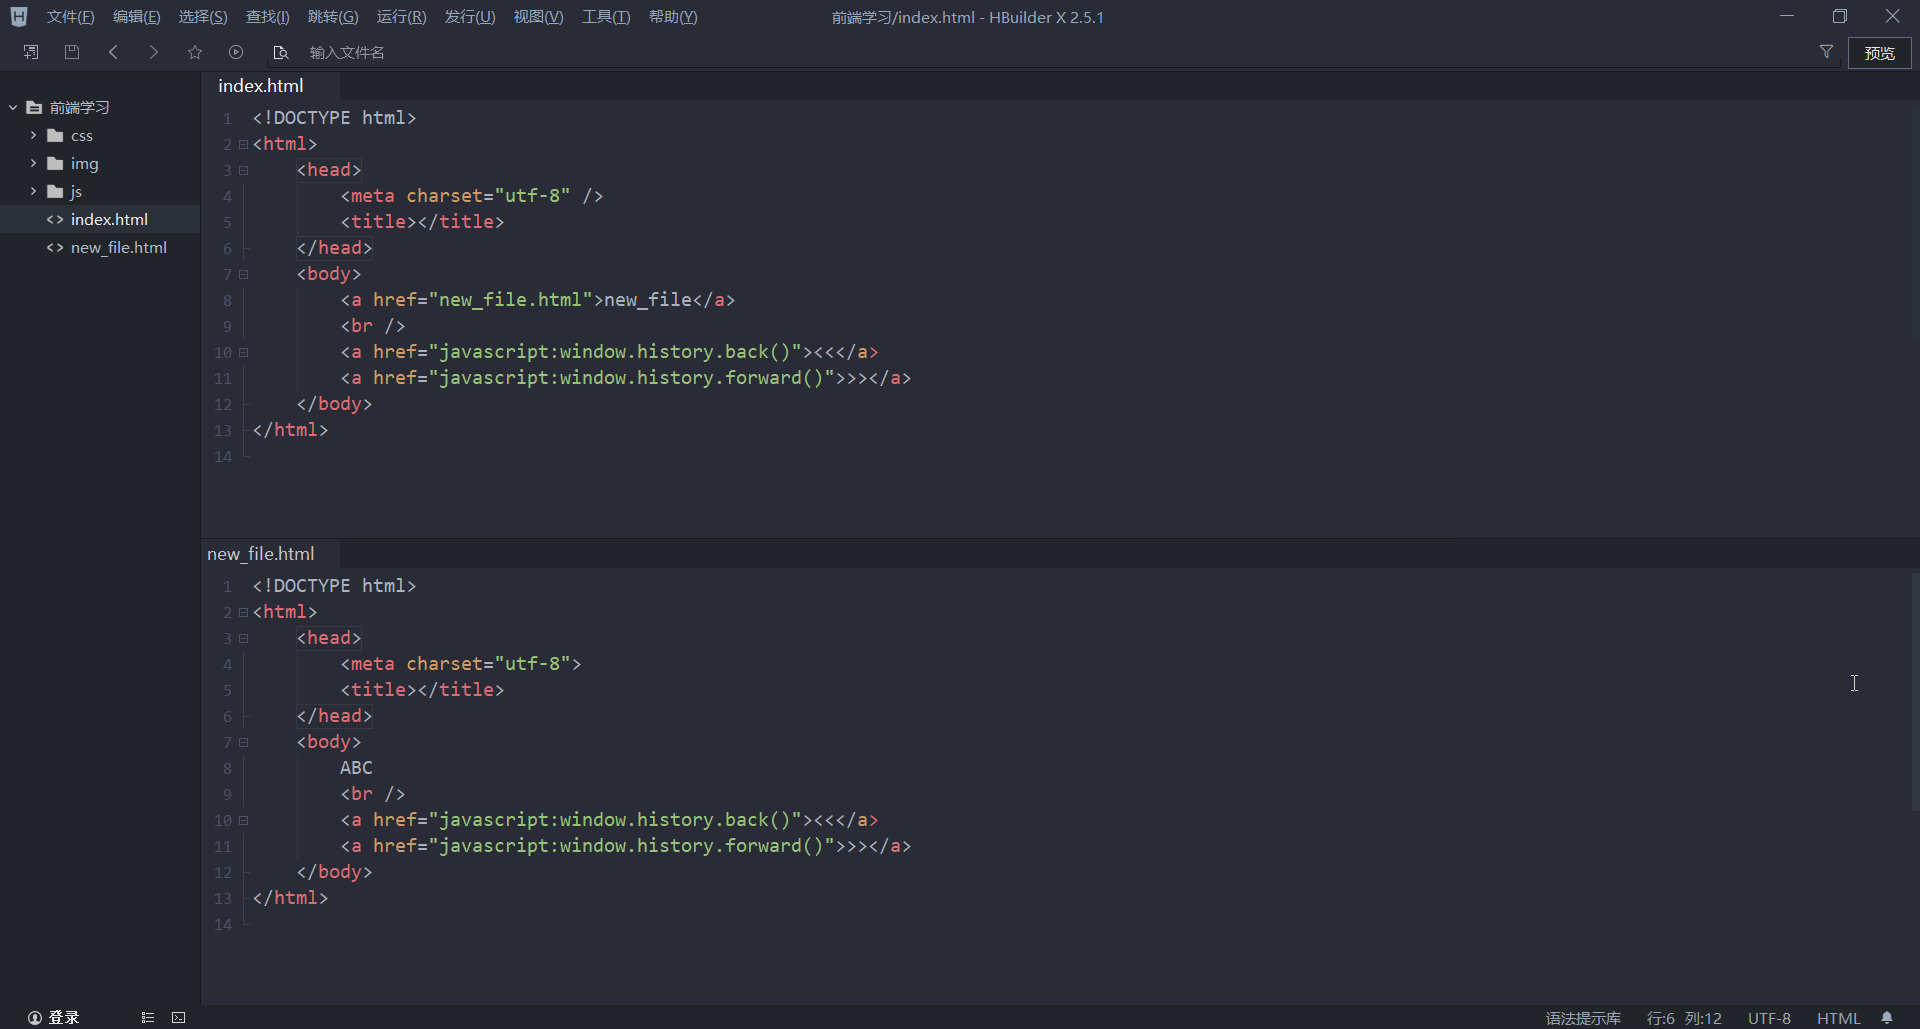 文件(F) 编辑(E) 选择(S) 查找(I) 跳转(G) 运行(R) 发行(U) 视图(V) 工具(T) 帮助(Y) 前端学习/index.html - HBuilder X 2.5.1
输入文件名 预览
前端学习
css
img
js
index.html
new_file.html
index.html
1 <!DOCTYPE html>
2 <html>
3 <head>
4 <meta charset="utf-8" />
5 <title></title>
6 </head>
7 <body>
8 <a href="new_file.html">new_file</a>
9 <br />
10 <a href="javascript:window.history.back()"><<</a>
11 <a href="javascript:window.history.forward()">>></a>
12 </body>
13 </html>
14
new_file.html
1 <!DOCTYPE html>
2 <html>
3 <head>
4 <meta charset="utf-8">
5 <title></title>
6 </head>
7 <body>
8 ABC
9 <br />
10 <a href="javascript:window.history.back()"><<</a>
11 <a href="javascript:window.history.forward()">>></a>
12 </body>
13 </html>
14
登录 语法提示库 行:6 列:12 UTF-8 HTML